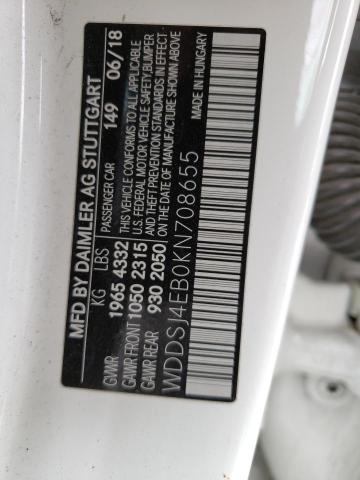 MFD BY DAIMLER AG STUTTGART
PASSENGER CAR 149 06/18
KG LBS
GVWR 1965 4332
GAWR FRONT 1050 2315
GAWR REAR 930 2050
THIS VEHICLE CONFORMS TO ALL APPLICABLE
U.S. FEDERAL MOTOR VEHICLE SAFETY, BUMPER
AND THEFT PREVENTION STANDARDS IN EFFECT
ON THE DATE OF MANUFACTURE SHOWN ABOVE
WDDSJ4EB0KN708655
MADE IN HUNGARY